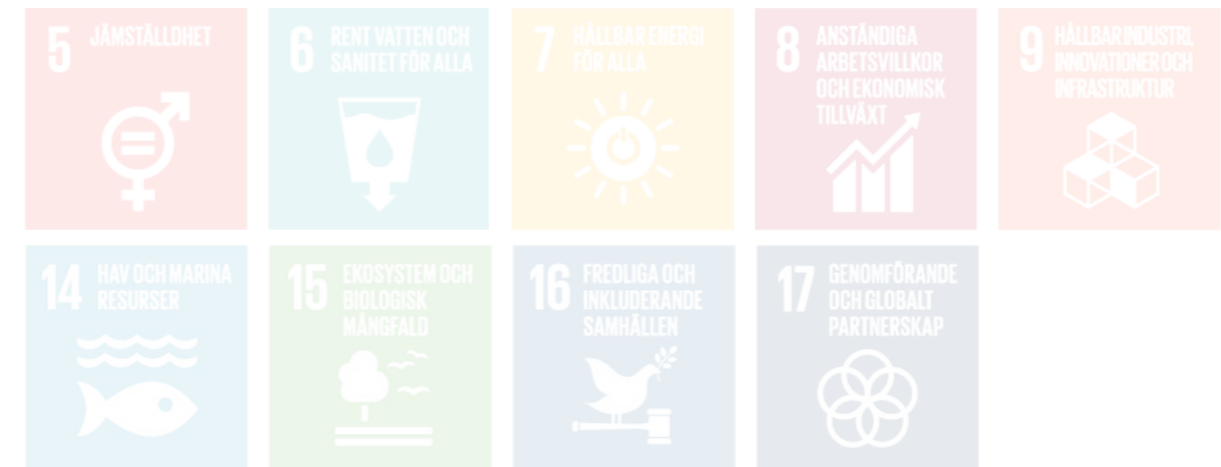 5
JÄMSTÄLLDHET
6
RENT VATTEN OCH
SANITET FÖR ALLA
7
HÅLLBAR ENERGI
FÖR ALLA
8
ANSTÄNDIGA
ARBETSVILLKOR
OCH EKONOMISK
TILLVÄXT
9
HÅLLBAR INDUSTRI,
INNOVATIONER OCH
INFRASTRUKTUR
14
HAV OCH MARINA
RESURSER
15
EKOSYSTEM OCH
BIOLOGISK
MÅNGFALD
16
FREDLIGA OCH
INKLUDERANDE
SAMHÄLLEN
17
GENOMFÖRANDE
OCH GLOBALT
PARTNERSKAP